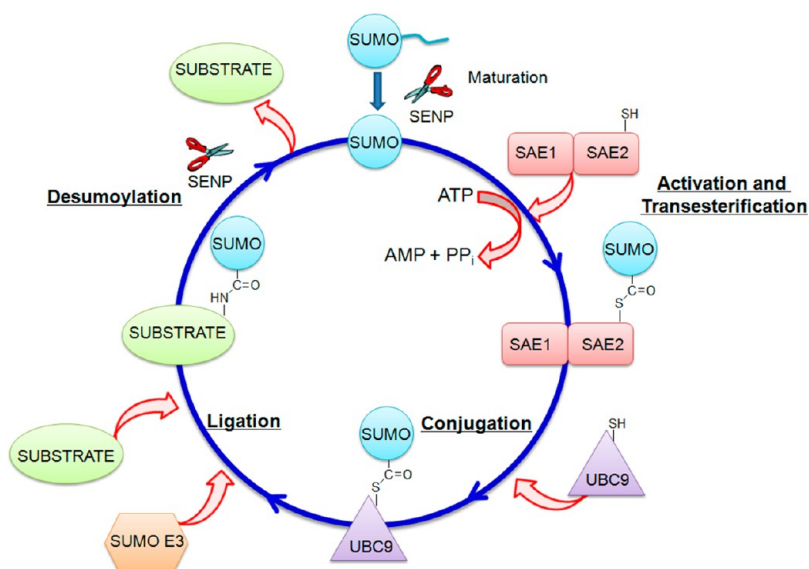 SUMO
Maturation
SENP
SUBSTRATE
SUMO
SH
SAE1 SAE2
SENP
Desumoylation
ATP
Activation and
Transesterification
AMP + PPi
SUMO
C=O
S
SUMO
C=O
HN
SUBSTRATE
SAE1 SAE2
Ligation
Conjugation
SUMO
C=O
S
SH
UBC9
SUBSTRATE
SUMO E3
UBC9